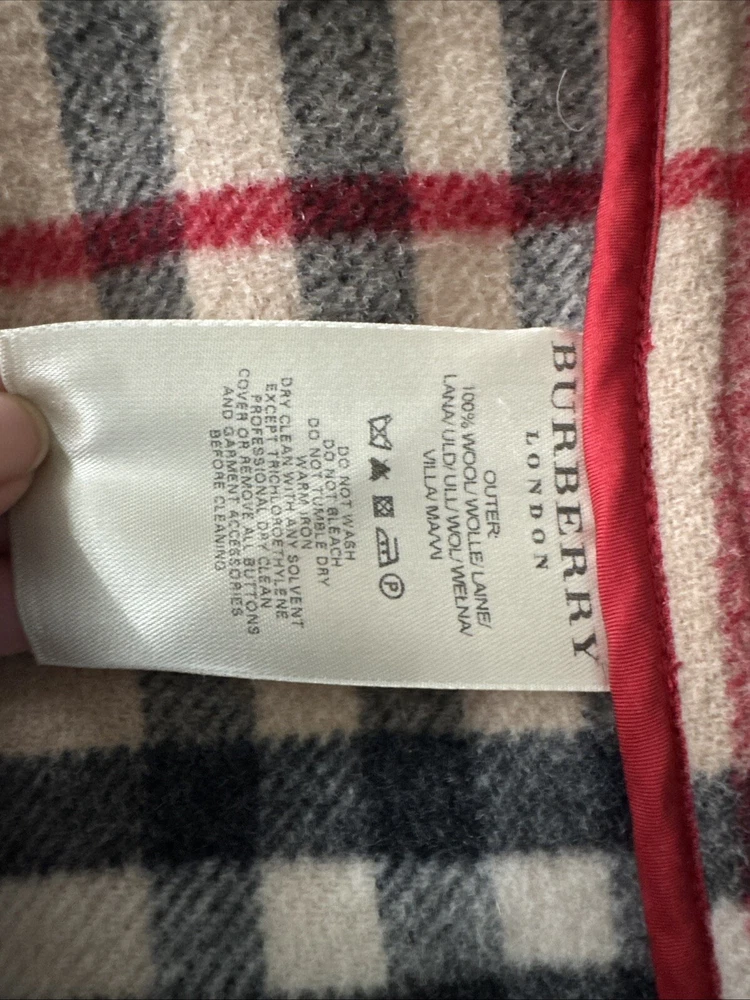 BURBERRY
LONDON
OUTER:
100% WOOL/ WOLLE/ LAINE/
LANA/ ULD/ ULL/ WOL/ WEŁNA/
VILLA/ MAЛЛI
P
DO NOT WASH
DO NOT BLEACH
DO NOT TUMBLE DRY
WARM IRON
DRY CLEAN WITH ANY SOLVENT
EXCEPT TRICHLOROETHYLENE
PROFESSIONAL DRY CLEAN
COVER OR REMOVE ALL BUTTONS
AND GARMENT ACCESSORIES
BEFORE CLEANING